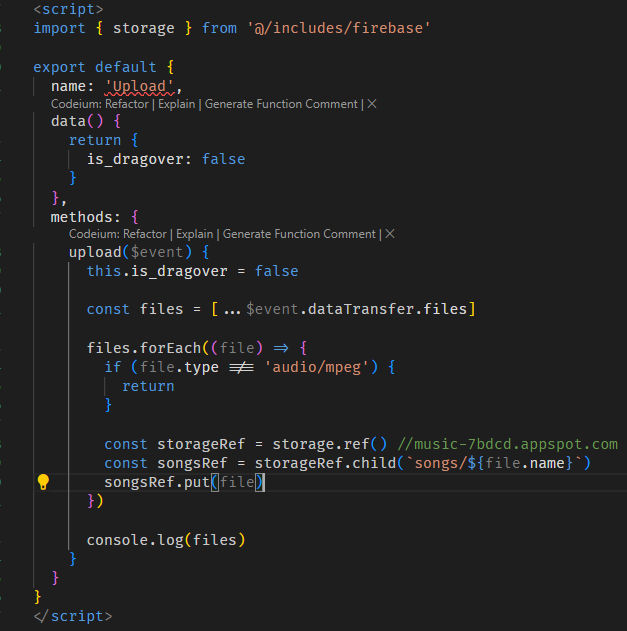 <script>
import { storage } from '@/includes/firebase'
export default {
name: 'Upload',
Codeium: Refactor | Explain | Generate Function Comment | ✕
data() {
return {
is_dragover: false
}
},
methods: {
Codeium: Refactor | Explain | Generate Function Comment | ✕
upload($event) {
this.is_dragover = false
const files = [...$event.dataTransfer.files]
files.forEach((file) => {
if (file.type !== 'audio/mpeg') {
return
}
const storageRef = storage.ref() //music-7bdcd.appspot.com
const songsRef = storageRef.child(`songs/${file.name}`)
songsRef.put(file)
})
console.log(files)
}
}
}
</script>